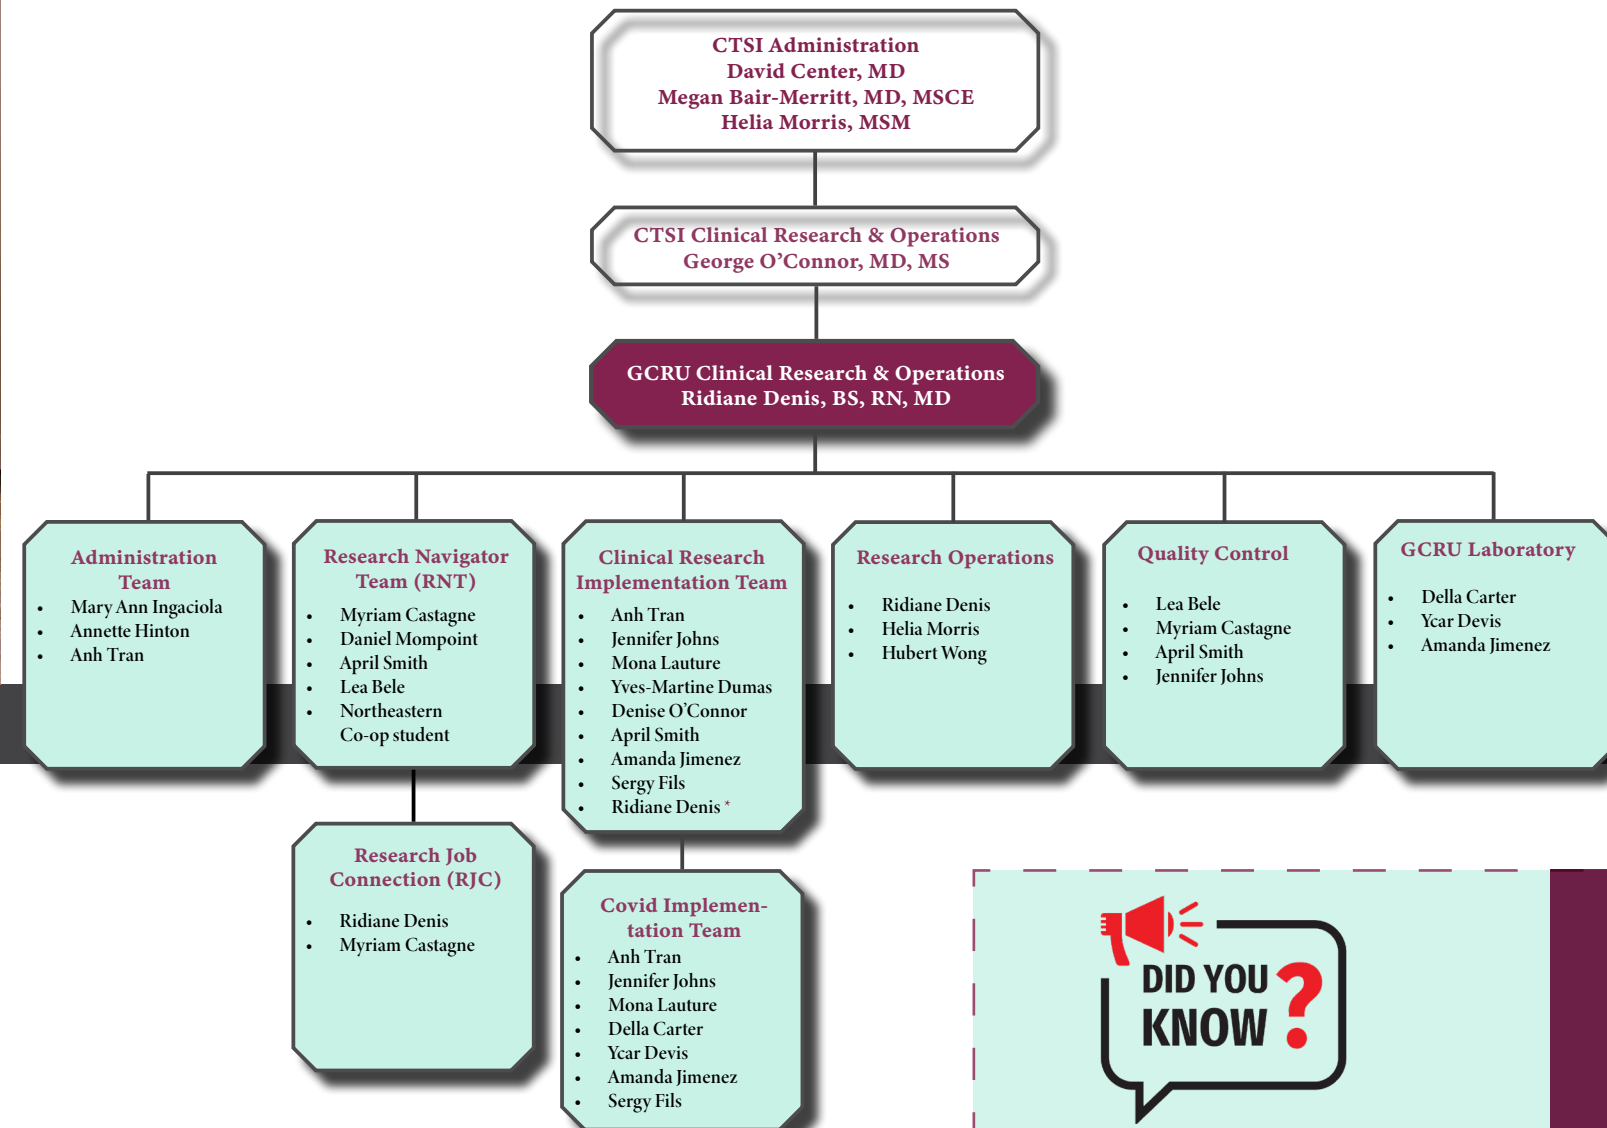 CTSI Administration
David Center, MD
Megan Bair-Merritt, MD, MSCE
Helia Morris, MSM
CTSI Clinical Research & Operations
George O’Connor, MD, MS
GCRU Clinical Research & Operations
Ridiane Denis, BS, RN, MD
Administration
Team
• Mary Ann Ingaciola
• Annette Hinton
• Anh Tran
Research Navigator
Team (RNT)
• Myriam Castagne
• Daniel Mompoint
• April Smith
• Lea Bele
• Northeastern
Co-op student
Clinical Research
Implementation Team
• Anh Tran
• Jennifer Johns
• Mona Lauture
• Yves-Martine Dumas
• Denise O’Connor
• April Smith
• Amanda Jimenez
• Sergy Fils
• Ridiane Denis *
Research Operations
• Ridiane Denis
• Helia Morris
• Hubert Wong
Quality Control
• Lea Bele
• Myriam Castagne
• April Smith
• Jennifer Johns
GCRU Laboratory
• Della Carter
• Ycar Devis
• Amanda Jimenez
Research Job
Connection (RJC)
• Ridiane Denis
• Myriam Castagne
Covid Implemen-
tation Team
• Anh Tran
• Jennifer Johns
• Mona Lauture
• Della Carter
• Ycar Devis
• Amanda Jimenez
• Sergy Fils
DID YOU
KNOW ?